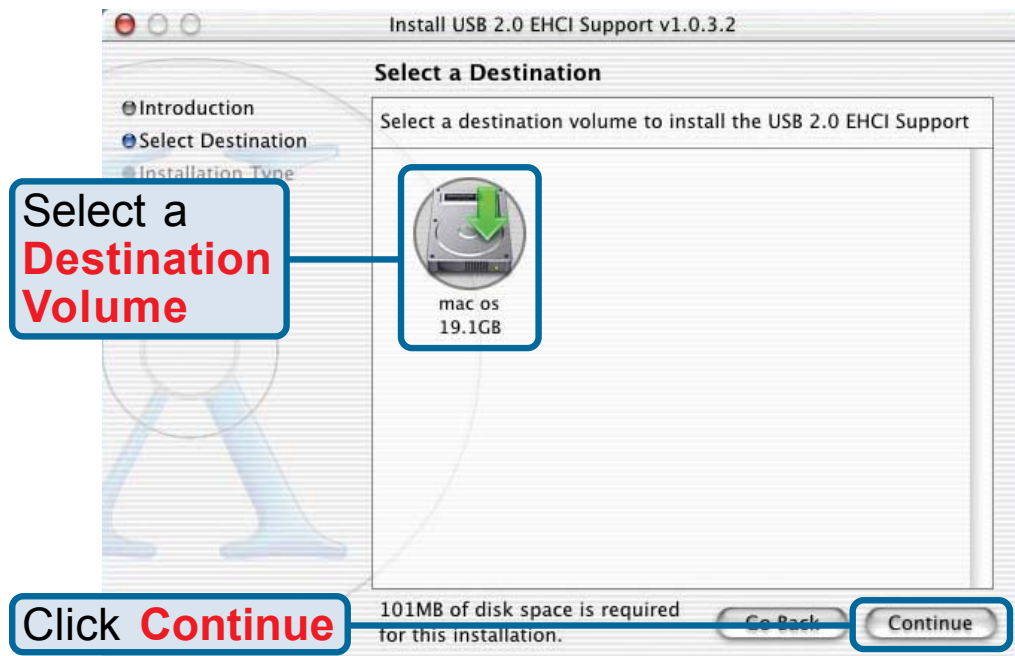 Install USB 2.0 EHCI Support v1.0.3.2
Select a Destination
Introduction
Select Destination
Installation Type
Select a destination volume to install the USB 2.0 EHCI Support
Select a
Destination
Volume
mac os
19.1GB
101MB of disk space is required
for this installation.
Go Back
Continue
Click Continue